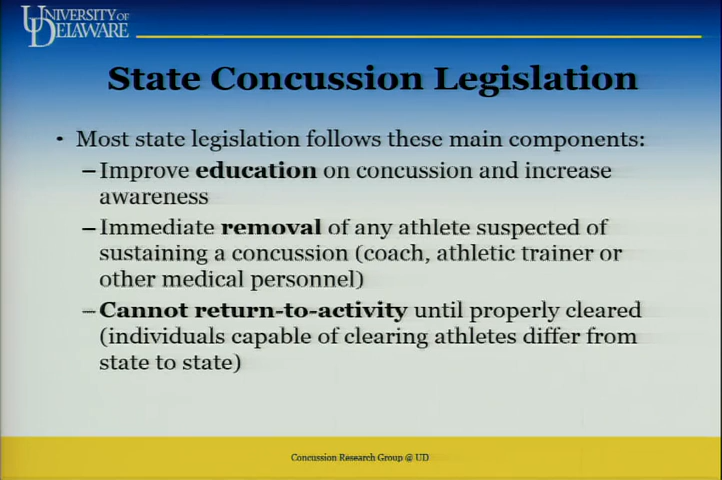 UNIVERSITY OF
DELAWARE
State Concussion Legislation
• Most state legislation follows these main components:
–Improve education on concussion and increase
awareness
–Immediate removal of any athlete suspected of
sustaining a concussion (coach, athletic trainer or
other medical personnel)
–Cannot return-to-activity until properly cleared
(individuals capable of clearing athletes differ from
state to state)
Concussion Research Group @ UD